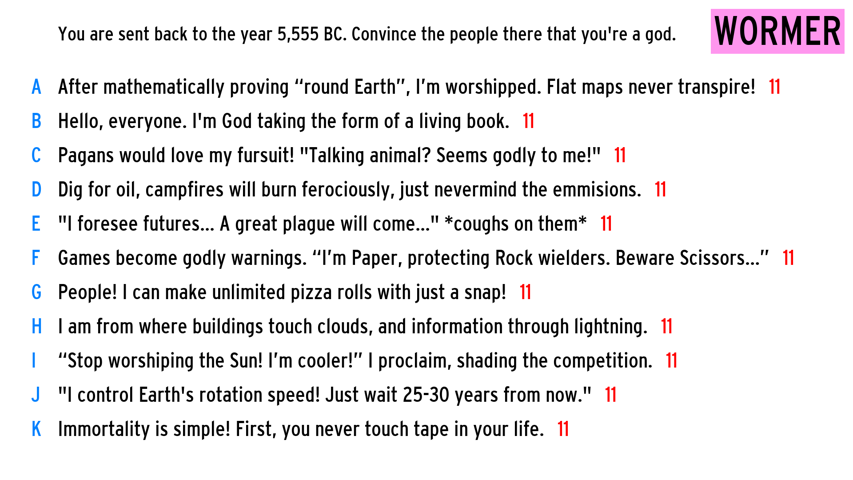 You are sent back to the year 5,555 BC. Convince the people there that you're a god.
WORMER
A After mathematically proving “round Earth”, I’m worshipped. Flat maps never transpire! 11
B Hello, everyone. I'm God taking the form of a living book. 11
C Pagans would love my fursuit! "Talking animal? Seems godly to me!" 11
D Dig for oil, campfires will burn ferociously, just nevermind the emmisions. 11
E "I foresee futures... A great plague will come..." *coughs on them* 11
F Games become godly warnings. “I’m Paper, protecting Rock wielders. Beware Scissors...” 11
G People! I can make unlimited pizza rolls with just a snap! 11
H I am from where buildings touch clouds, and information through lightning. 11
I “Stop worshiping the Sun! I’m cooler!” I proclaim, shading the competition. 11
J "I control Earth's rotation speed! Just wait 25-30 years from now." 11
K Immortality is simple! First, you never touch tape in your life. 11